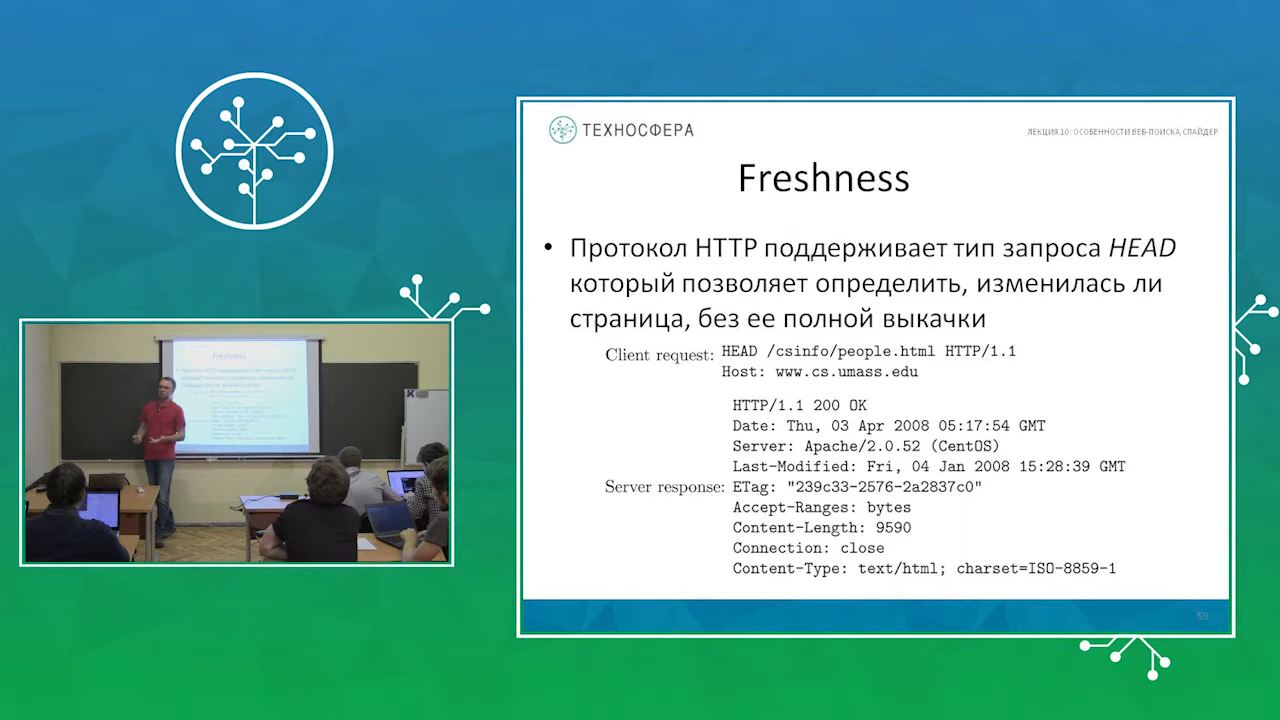 ТЕХНОСФЕРА
ЛЕКЦИЯ 10: ОСОБЕННОСТИ ВЕБ-ПОИСКА, СПАЙДЕР
Freshness
• Протокол HTTP поддерживает тип запроса HEAD
который позволяет определить, изменилась ли
страница, без ее полной выкачки
Client request: HEAD /csinfo/people.html HTTP/1.1
Host: www.cs.umass.edu
HTTP/1.1 200 OK
Date: Thu, 03 Apr 2008 05:17:54 GMT
Server: Apache/2.0.52 (CentOS)
Last-Modified: Fri, 04 Jan 2008 15:28:39 GMT
Server response: ETag: "239c33-2576-2a2837c0"
Accept-Ranges: bytes
Content-Length: 9590
Connection: close
Content-Type: text/html; charset=ISO-8859-1
59
Freshness